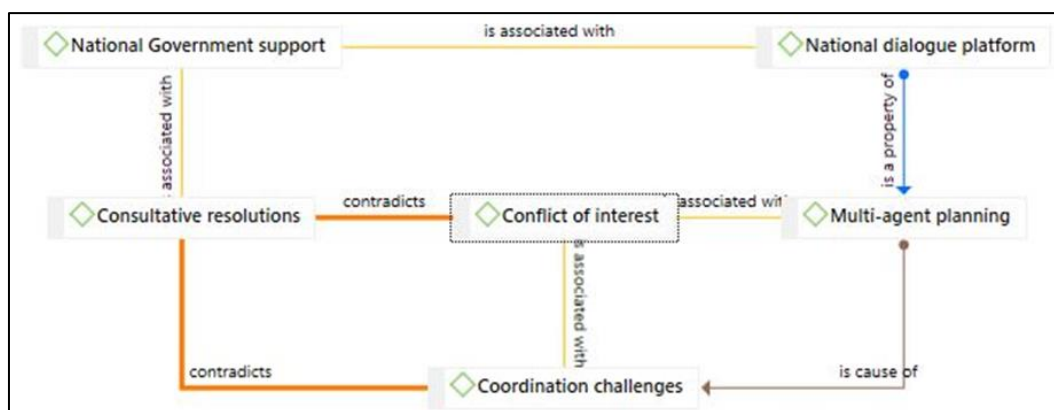 is associated with
National Government support
National dialogue platform
associated with
is a property of
contradicts
associated with
Consultative resolutions
Conflict of interest
Multi-agent planning
associated with
contradicts
is cause of
Coordination challenges